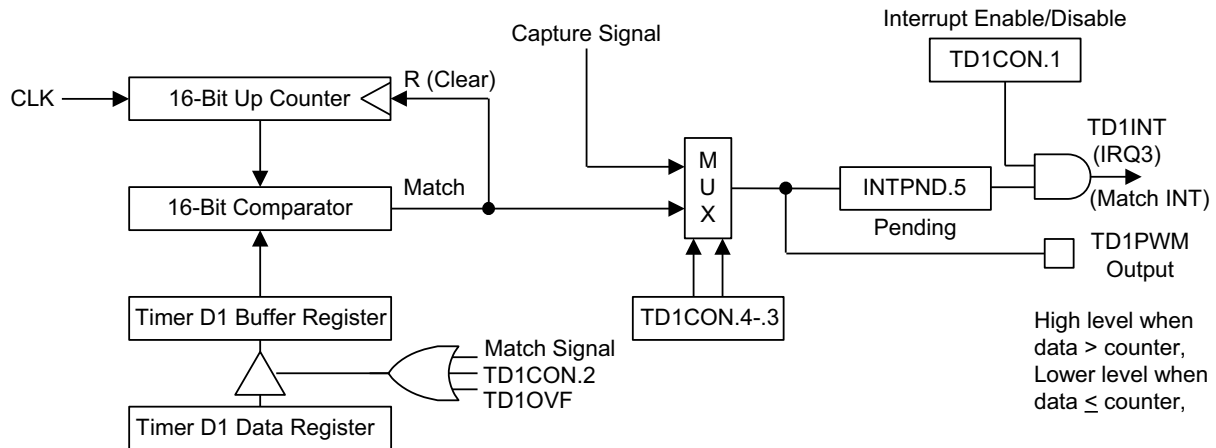 Interrupt Enable/Disable
Capture Signal
TD1CON.1
R (Clear)
CLK
16-Bit Up Counter
M
U
X
TD1INT
(IRQ3)
(Match INT)
16-Bit Comparator
Match
INTPND.5
Pending
TD1PWM
Output
Timer D1 Buffer Register
TD1CON.4-.3
High level when
data > counter,
Lower level when
data ≤ counter,
Match Signal
TD1CON.2
TD1OVF
Timer D1 Data Register